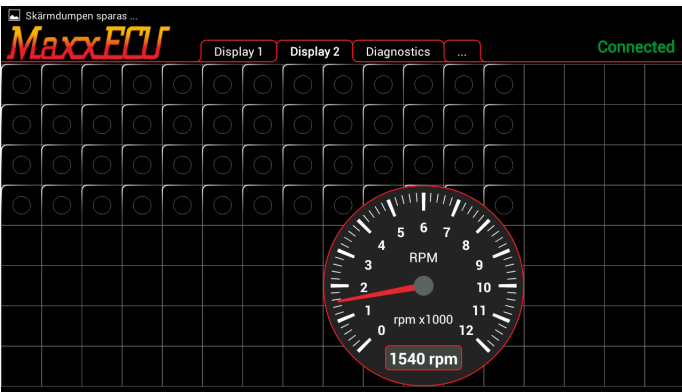 Skärmdumpen sparas ...
MaxxECU
Display 1 Display 2 Diagnostics ... Connected
6
5 7
4 8
RPM
3 9
2 10
1 11
rpm x1000
0 12
1540 rpm